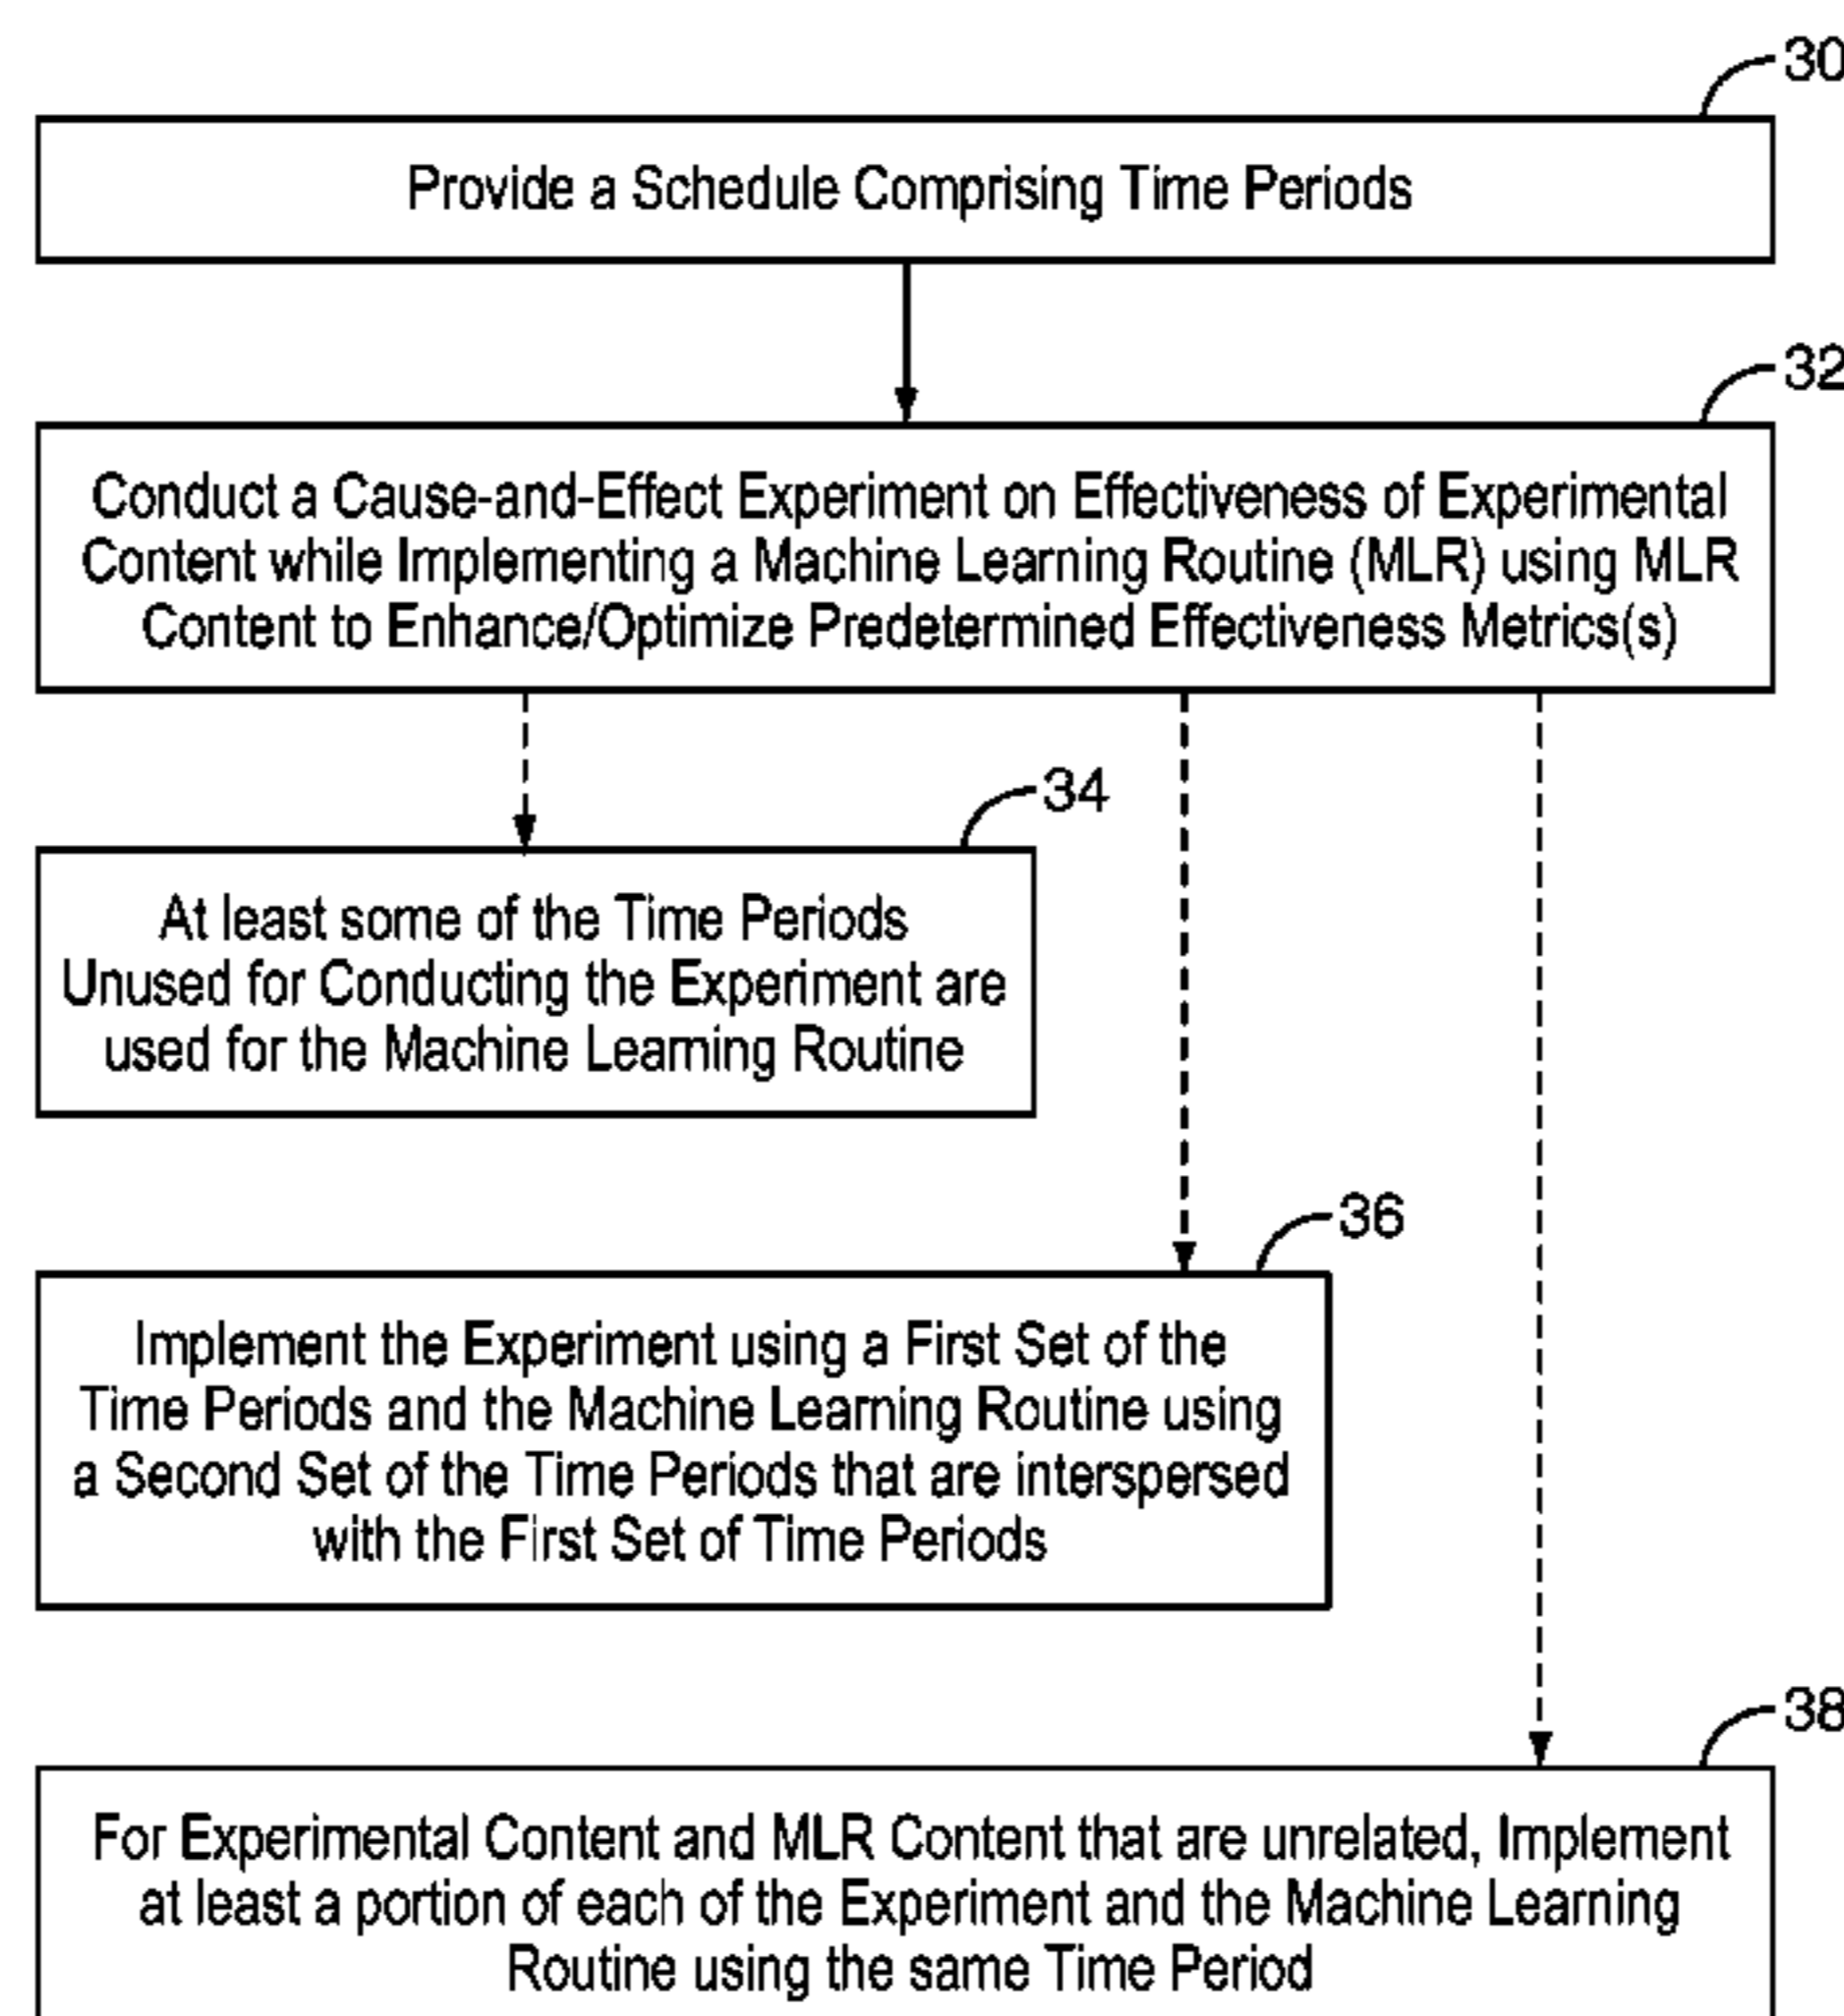 30
Provide a Schedule Comprising Time Periods
32
Conduct a Cause-and-Effect Experiment on Effectiveness of Experimental
Content while Implementing a Machine Learning Routine (MLR) using MLR
Content to Enhance/Optimize Predetermined Effectiveness Metrics(s)
34
At least some of the Time Periods
Unused for Conducting the Experiment are
used for the Machine Learning Routine
36
Implement the Experiment using a First Set of the
Time Periods and the Machine Learning Routine using
a Second Set of the Time Periods that are interspersed
with the First Set of Time Periods
38
For Experimental Content and MLR Content that are unrelated, Implement
at least a portion of each of the Experiment and the Machine Learning
Routine using the same Time Period